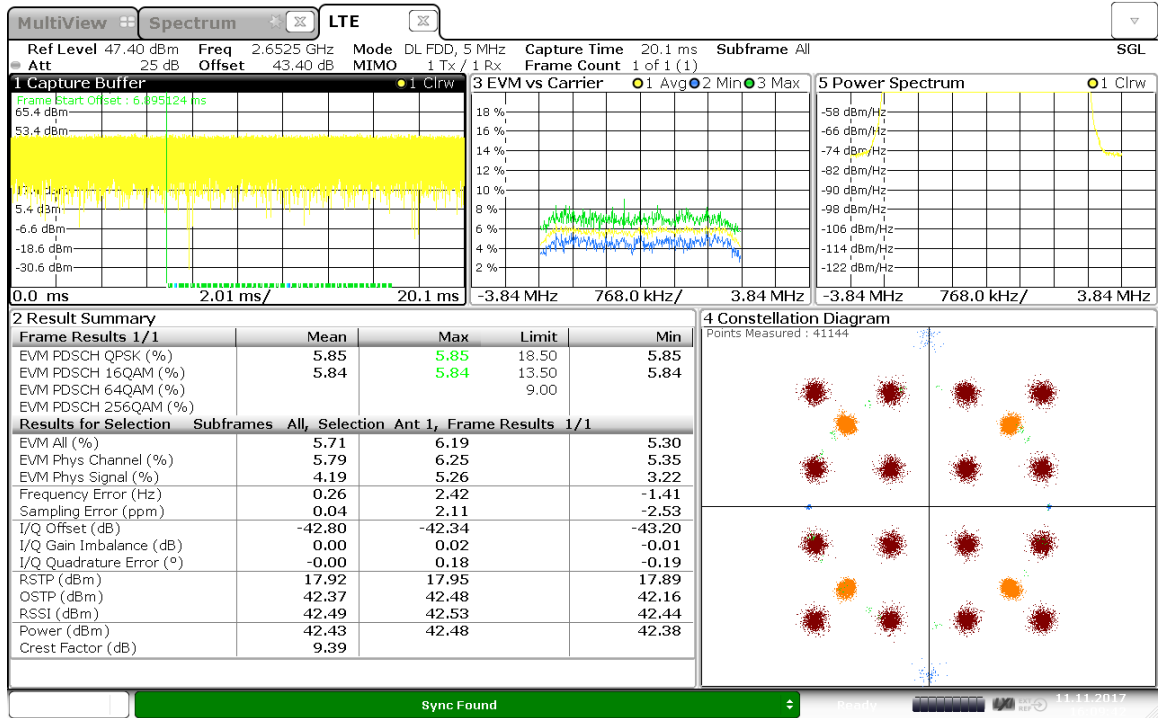 MultiView Spectrum LTE
Ref Level 47.40 dBm Freq 2.6525 GHz Mode DL FDD, 5 MHz Capture Time 20.1 ms Subframe All SGL
Att 25 dB Offset 43.40 dB MIMO 1 Tx / 1 Rx Frame Count 1 of 1 (1)
1 Capture Buffer 1 Clrw
Frame Start Offset : 6.895124 ms
65.4 dBm
53.4 dBm
5.4 dBm
-6.6 dBm
-18.6 dBm
-30.6 dBm
0.0 ms 2.01 ms/ 20.1 ms
3 EVM vs Carrier 1 Avg 2 Min 3 Max
18 %
16 %
14 %
12 %
10 %
8 %
6 %
4 %
2 %
-3.84 MHz 768.0 kHz/ 3.84 MHz
5 Power Spectrum 1 Clrw
-58 dBm/Hz
-66 dBm/Hz
-74 dBm/Hz
-82 dBm/Hz
-90 dBm/Hz
-98 dBm/Hz
-106 dBm/Hz
-114 dBm/Hz
-122 dBm/Hz
-3.84 MHz 768.0 kHz/ 3.84 MHz
2 Result Summary
Frame Results 1/1 Mean Max Limit Min
EVM PDSCH QPSK (%) 5.85 5.85 18.50 5.85
EVM PDSCH 16QAM (%) 5.84 5.84 13.50 5.84
EVM PDSCH 64QAM (%) 9.00
EVM PDSCH 256QAM (%)
Results for Selection Subframes All, Selection Ant 1, Frame Results 1/1
EVM All (%) 5.71 6.19 5.30
EVM Phys Channel (%) 5.79 6.25 5.35
EVM Phys Signal (%) 4.19 5.26 3.22
Frequency Error (Hz) 0.26 2.42 -1.41
Sampling Error (ppm) 0.04 2.11 -2.53
I/Q Offset (dB) -42.80 -42.34 -43.20
I/Q Gain Imbalance (dB) 0.00 0.02 -0.01
I/Q Quadrature Error (º) -0.00 0.18 -0.19
RSTP (dBm) 17.92 17.95 17.89
OSTP (dBm) 42.37 42.48 42.16
RSSI (dBm) 42.49 42.53 42.44
Power (dBm) 42.43 42.48 42.38
Crest Factor (dB) 9.39
4 Constellation Diagram
Points Measured : 41144
Sync Found
Ready
11.11.2017